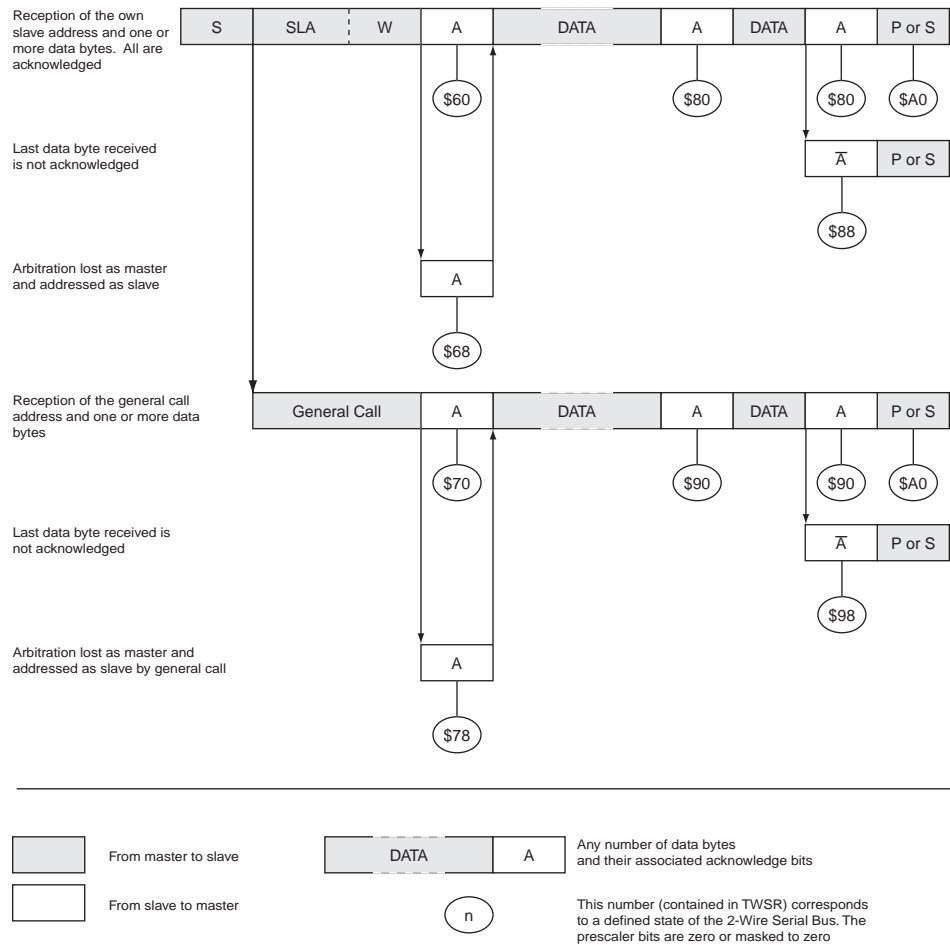 Reception of the own
slave address and one or
more data bytes. All are
acknowledged
S SLA W A DATA A DATA A P or S
$60 $80 $80 $A0
Last data byte received
is not acknowledged
A̅ P or S
$88
Arbitration lost as master
and addressed as slave
A
$68
Reception of the general call
address and one or more data
bytes
General Call A DATA A DATA A P or S
$70 $90 $90 $A0
Last data byte received is
not acknowledged
A̅ P or S
$98
Arbitration lost as master and
addressed as slave by general call
A
$78
From master to slave
DATA A
Any number of data bytes
and their associated acknowledge bits
From slave to master
n
This number (contained in TWSR) corresponds
to a defined state of the 2-Wire Serial Bus. The
prescaler bits are zero or masked to zero